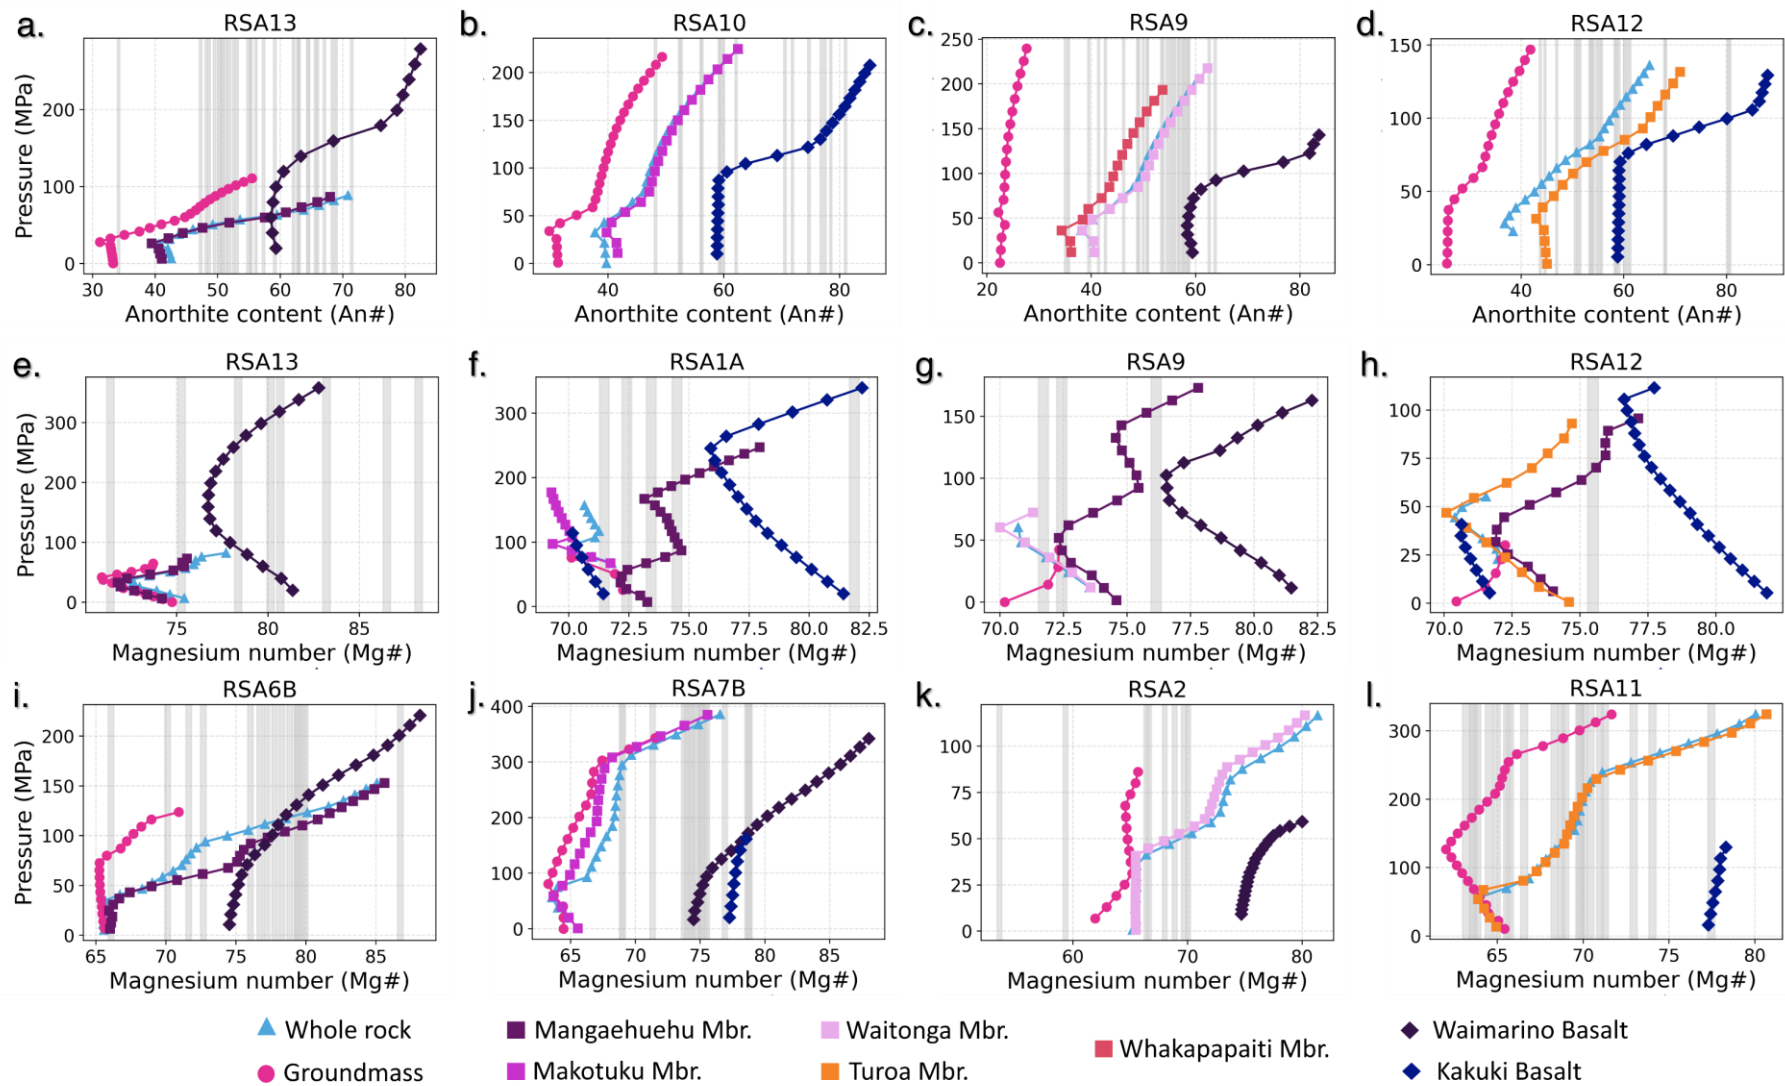 a. RSA13
b. RSA10
c. RSA9
d. RSA12
Pressure (MPa)
0 100 200
30 40 50 60 70 80
Anorthite content (An#)
0 50 100 150 200
40 60 80
Anorthite content (An#)
0 50 100 150 200 250
20 40 60 80
Anorthite content (An#)
0 50 100 150
40 60 80
Anorthite content (An#)
e. RSA13
f. RSA1A
g. RSA9
h. RSA12
Pressure (MPa)
0 100 200 300
75 80 85
Magnesium number (Mg#)
0 100 200 300
70.0 72.5 75.0 77.5 80.0 82.5
Magnesium number (Mg#)
0 50 100 150
70.0 72.5 75.0 77.5 80.0 82.5
Magnesium number (Mg#)
0 25 50 75 100
70.0 72.5 75.0 77.5 80.0
Magnesium number (Mg#)
i. RSA6B
j. RSA7B
k. RSA2
l. RSA11
Pressure (MPa)
0 50 100 150 200
65 70 75 80 85
Magnesium number (Mg#)
0 100 200 300 400
65 70 75 80 85
Magnesium number (Mg#)
0 25 50 75 100
60 70 80
Magnesium number (Mg#)
0 100 200 300
65 70 75 80
Magnesium number (Mg#)
Whole rock
Groundmass
Mangaehuehu Mbr.
Makotuku Mbr.
Waitonga Mbr.
Turoa Mbr.
Whakapapaiti Mbr.
Waimarino Basalt
Kakuki Basalt